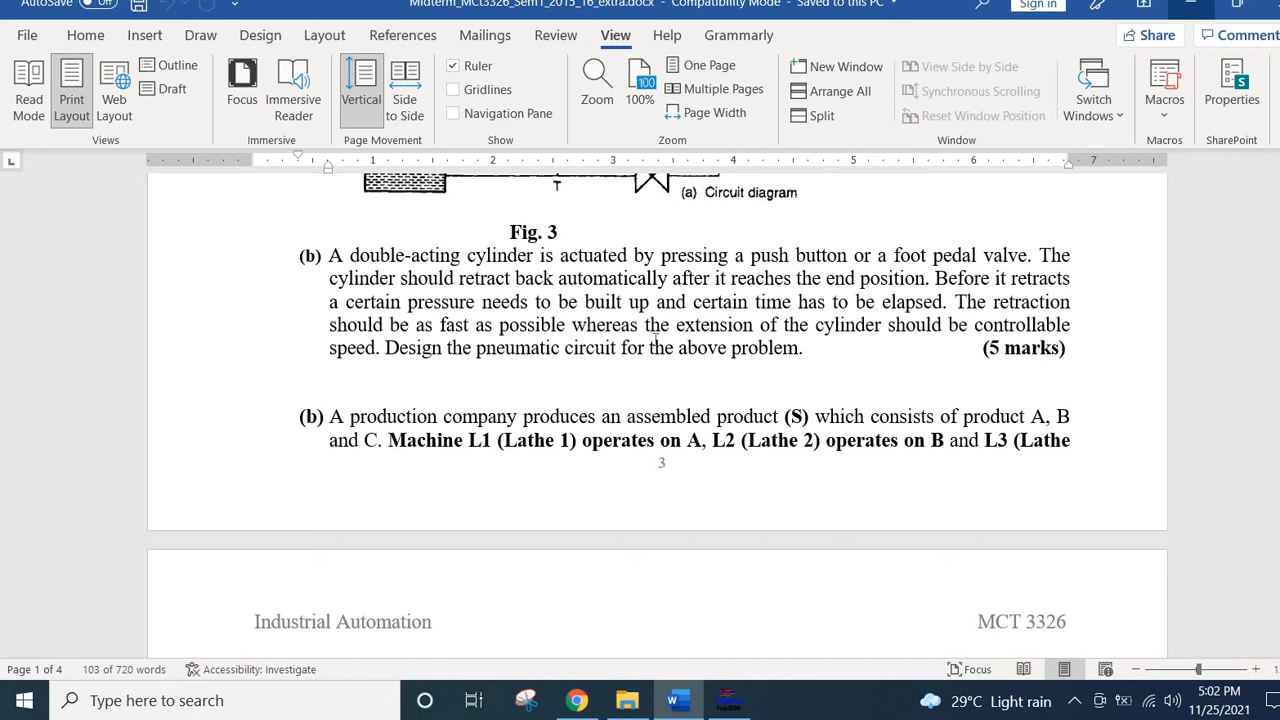 AutoSave Off
Midterm_MCt3326_Sem1_2015_16_extra.docx - Compatibility Mode - Saved to this PC
Sign in
File Home Insert Draw Design Layout References Mailings Review View Help Grammarly Share Comment
Read Mode
Print Layout
Web Layout
Outline
Draft
Views
Focus
Immersive Reader
Immersive
Vertical
Side to Side
Page Movement
Ruler
Gridlines
Navigation Pane
Show
Zoom
100
100%
One Page
Multiple Pages
Page Width
Zoom
New Window
Arrange All
Split
View Side by Side
Synchronous Scrolling
Reset Window Position
Window
Switch Windows
Macros
Macros
Properties
SharePoint
1 2 3 4 5 6 7
T
(a) Circuit diagram
Fig. 3
(b) A double-acting cylinder is actuated by pressing a push button or a foot pedal valve. The
cylinder should retract back automatically after it reaches the end position. Before it retracts
a certain pressure needs to be built up and certain time has to be elapsed. The retraction
should be as fast as possible whereas the extension of the cylinder should be controllable
speed. Design the pneumatic circuit for the above problem. (5 marks)
(b) A production company produces an assembled product (S) which consists of product A, B
and C. Machine L1 (Lathe 1) operates on A, L2 (Lathe 2) operates on B and L3 (Lathe
3
Industrial Automation MCT 3326
Page 1 of 4 103 of 720 words Accessibility: Investigate Focus
Type here to search
29°C Light rain
5:02 PM
11/25/2021